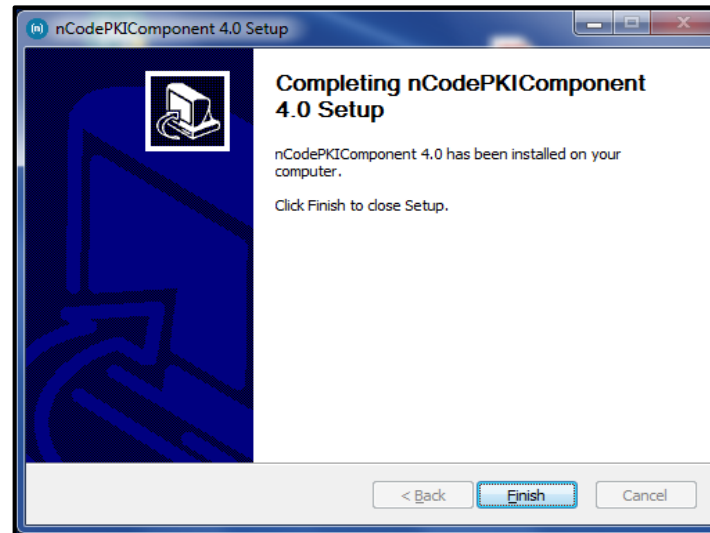 (n) nCodePKIComponent 4.0 Setup
Completing nCodePKIComponent
4.0 Setup
nCodePKIComponent 4.0 has been installed on your
computer.
Click Finish to close Setup.
< Back Finish Cancel